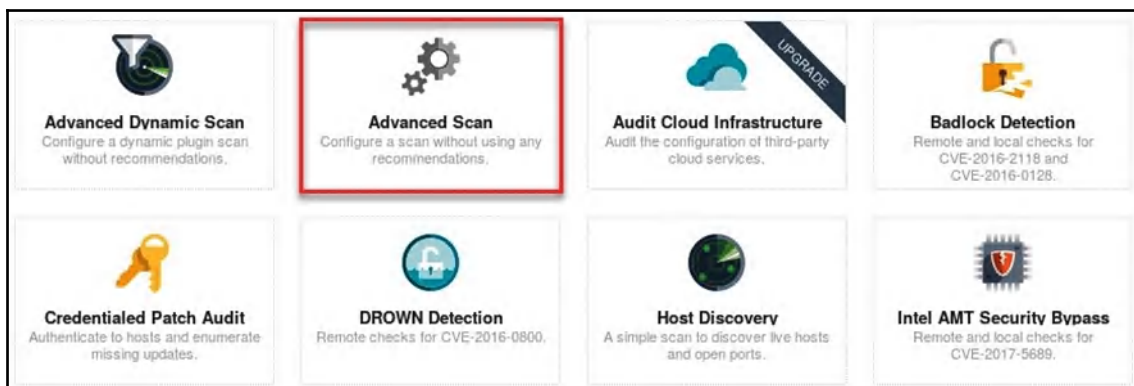 UPGRADE
Advanced Dynamic Scan
Configure a dynamic plugin scan
without recommendations.
Advanced Scan
Configure a scan without using any
recommendations.
Audit Cloud Infrastructure
Audit the configuration of third-party
cloud services.
Badlock Detection
Remote and local checks for
CVE-2016-2118 and
CVE-2016-0128.
Credentialed Patch Audit
Authenticate to hosts and enumerate
missing updates.
DROWN Detection
Remote checks for CVE-2016-0800.
Host Discovery
A simple scan to discover live hosts
and open ports.
Intel AMT Security Bypass
Remote and local checks for
CVE-2017-5689.